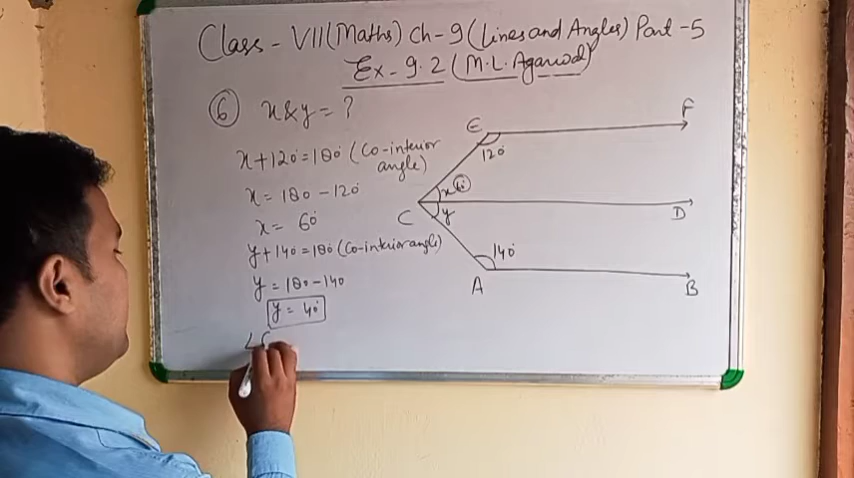 Class - VII (Maths) Ch-9 (Lines and Angles) Part-5
Ex-9.2 (M.L. Agarwal)
6 x & y = ?
x+120°=180° (Co-interior angle)
x = 180-120
x = 60°
y+140=180 (Co-interior angle)
y = 180-140
y = 40°
E
F
120°
x
C
y
D
140°
A
B